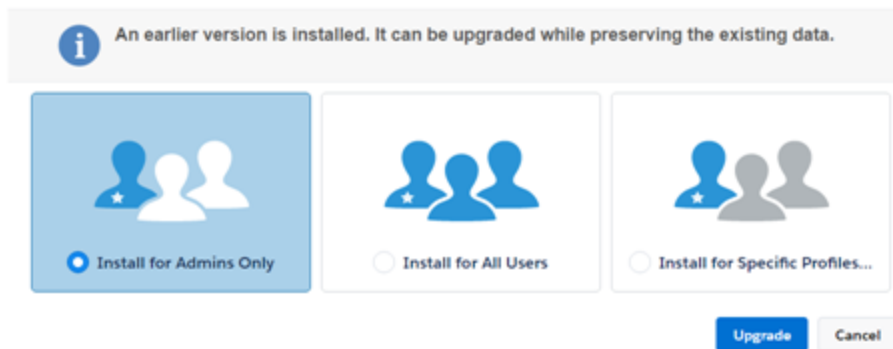 An earlier version is installed. It can be upgraded while preserving the existing data.
Install for Admins Only
Install for All Users
Install for Specific Profiles...
Upgrade
Cancel